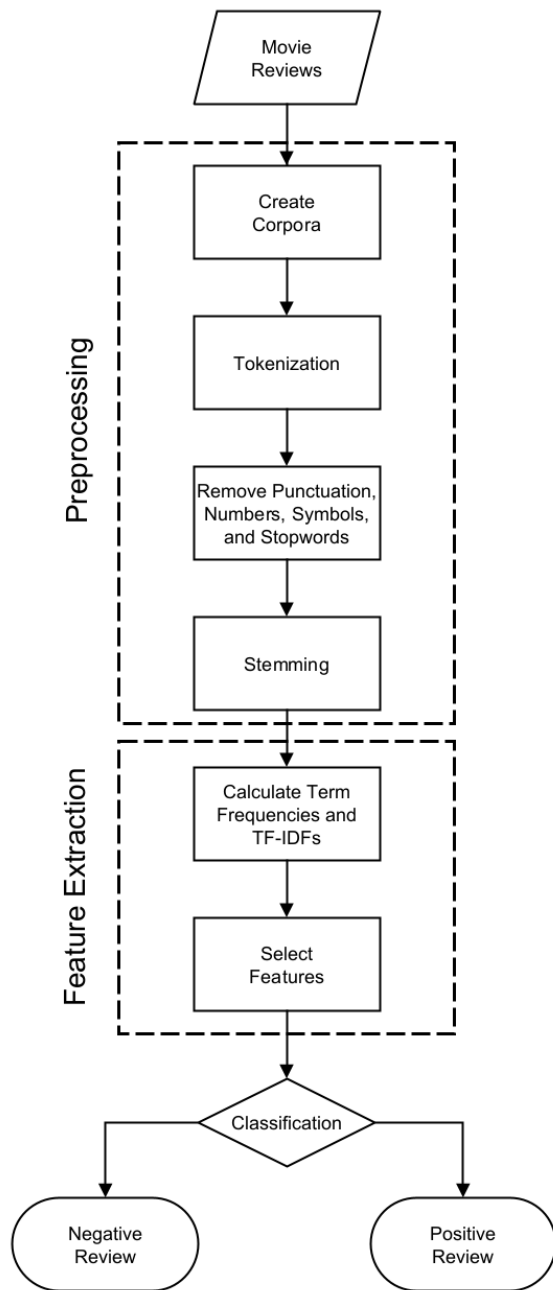 Movie
Reviews
Preprocessing
Create
Corpora
Tokenization
Remove Punctuation,
Numbers, Symbols,
and Stopwords
Stemming
Feature Extraction
Calculate Term
Frequencies and
TF-IDFs
Select
Features
Classification
Negative
Review
Positive
Review